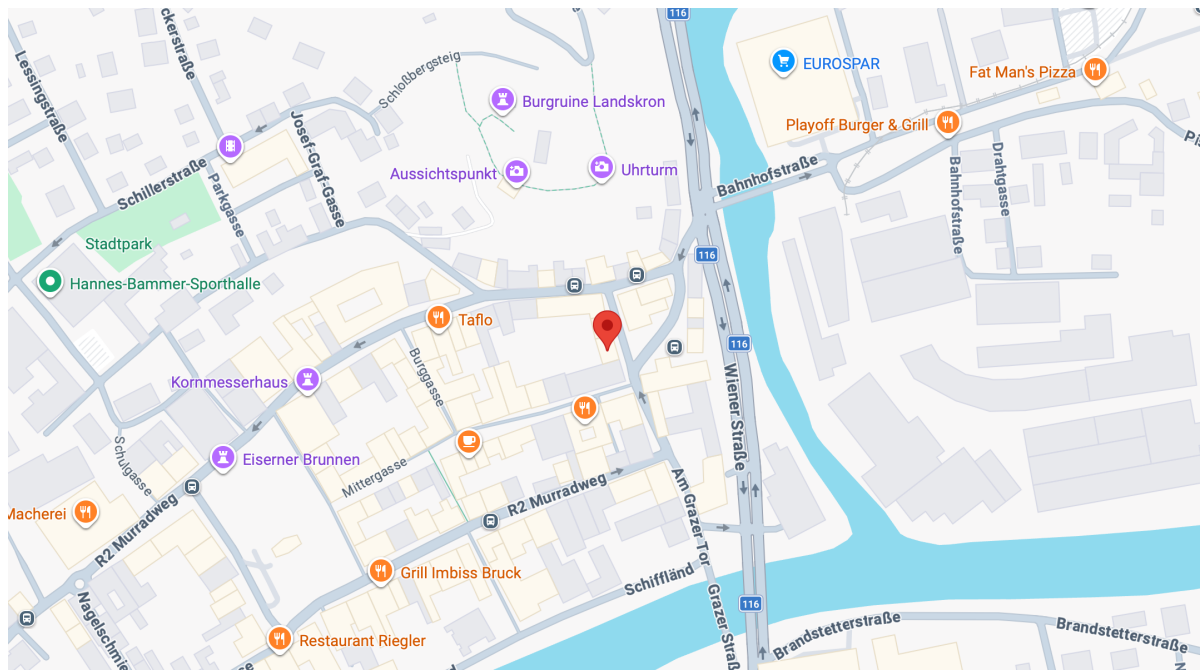 116
EUROSPAR
Fat Man's Pizza
Lessingstraße
ckerstraße
Schloßbergsteig
Burgruine Landskron
Playoff Burger & Grill
Josef-Graf-Gasse
Schillerstraße
Parkgasse
Aussichtspunkt
Uhrturm
Bahnhofstraße
Bahnhofstraße
Drahtgasse
Stadtpark
116
Hannes-Bammer-Sporthalle
Taflo
116
Kornmesserhaus
Burggasse
Wiener Straße
Eiserner Brunnen
Schulgasse
Mittergasse
R2 Murradweg
Macherei
R2 Murradweg
Am Grazer Tor
Grill Imbiss Bruck
Schiffländ
Nagelschmie
116
Grazer Straß
Restaurant Riegler
Brandstetterstraße
Brandstetterstraße